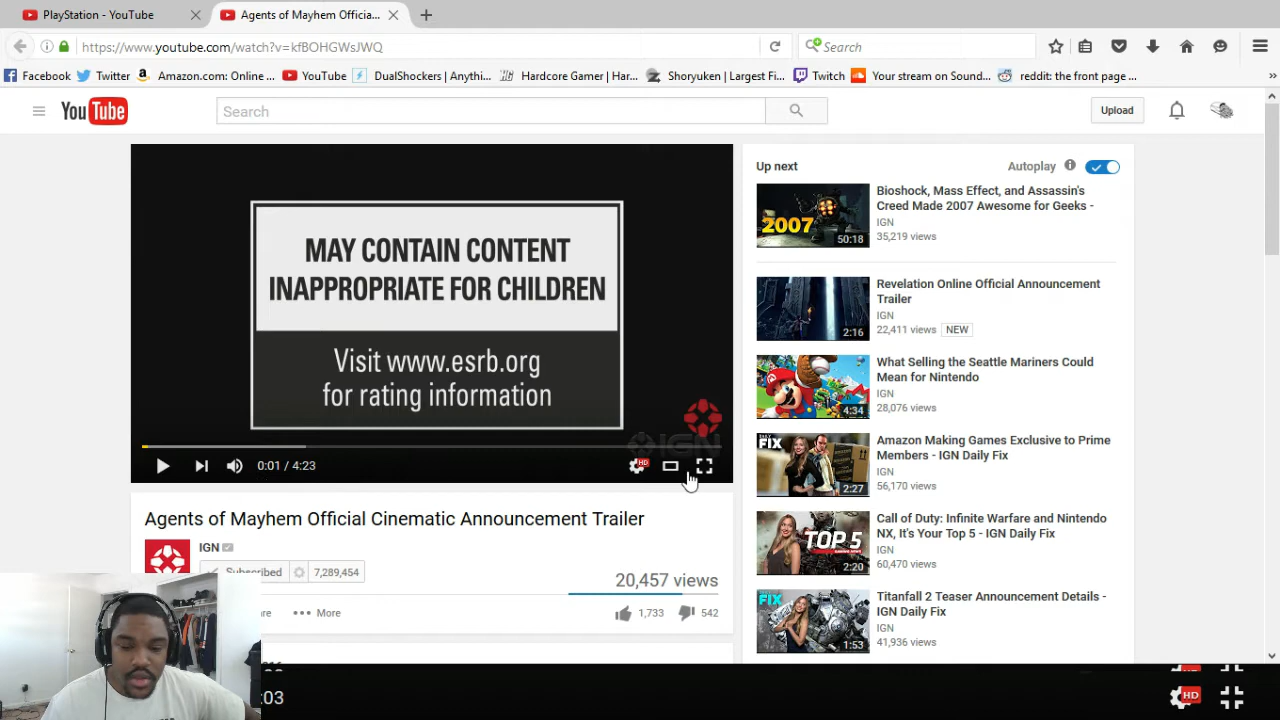 PlayStation - YouTube
Agents of Mayhem Officia...
https://www.youtube.com/watch?v=kfBOHGWsJWQ
Search
Facebook
Twitter
Amazon.com: Online ...
YouTube
DualShockers | Anythi...
Hardcore Gamer | Har...
Shoryuken | Largest Fi...
Twitch
Your stream on Sound...
reddit: the front page ...
YouTube
Search
Upload
MAY CONTAIN CONTENT
INAPPROPRIATE FOR CHILDREN
Visit www.esrb.org
for rating information
IGN
0:01 / 4:23
HD
Agents of Mayhem Official Cinematic Announcement Trailer
IGN
Subscribed
7,289,454
20,457 views
More
1,733
542
Up next
Autoplay
2007
50:18
Bioshock, Mass Effect, and Assassin's
Creed Made 2007 Awesome for Geeks -
IGN
35,219 views
2:16
Revelation Online Official Announcement
Trailer
IGN
22,411 views NEW
4:34
What Selling the Seattle Mariners Could
Mean for Nintendo
IGN
28,076 views
FIX
2:27
Amazon Making Games Exclusive to Prime
Members - IGN Daily Fix
IGN
56,170 views
TOP 5
2:20
Call of Duty: Infinite Warfare and Nintendo
NX, It's Your Top 5 - IGN Daily Fix
IGN
60,470 views
FIX
1:53
Titanfall 2 Teaser Announcement Details -
IGN Daily Fix
IGN
41,936 views
:03
HD